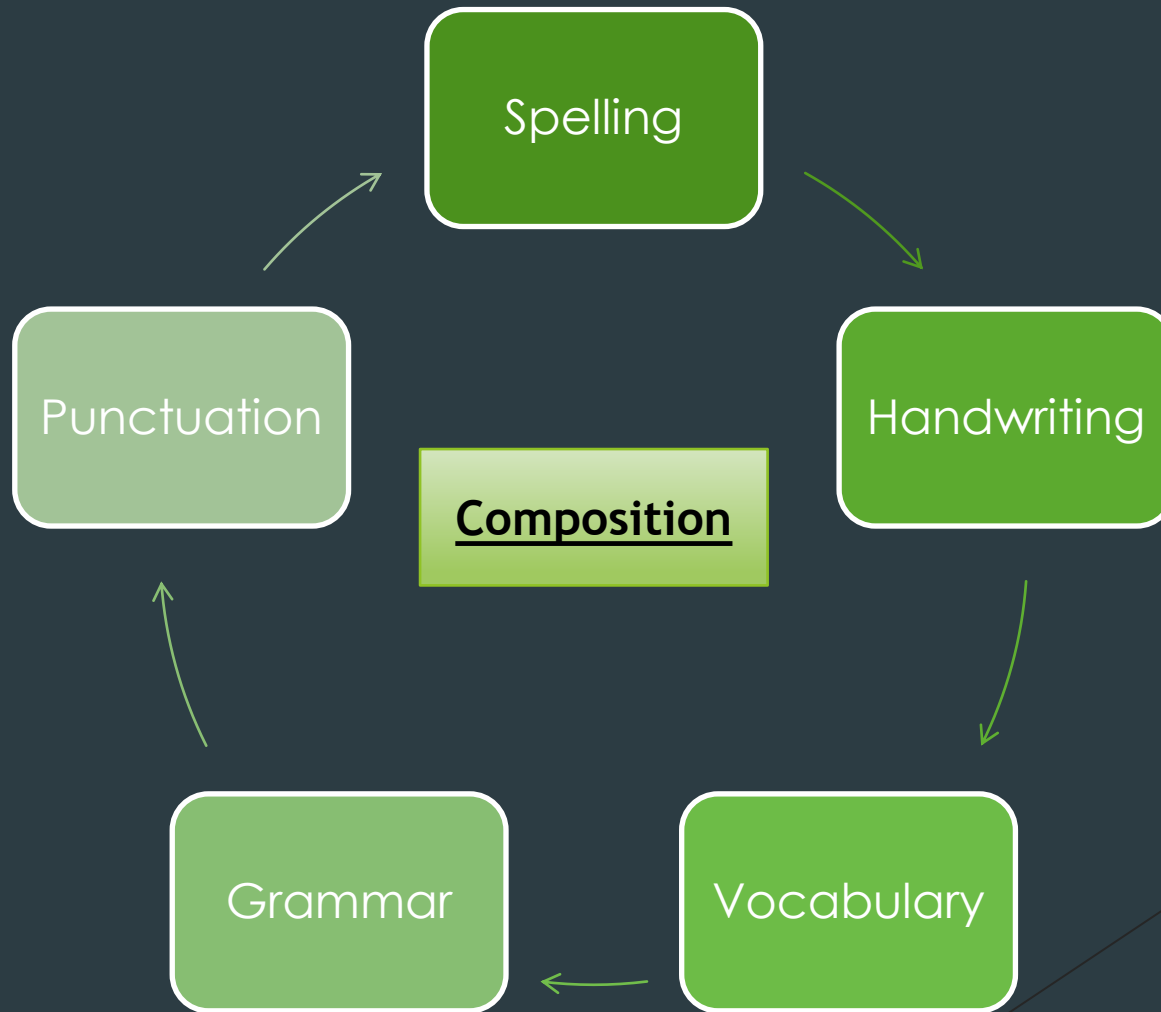 Spelling
Handwriting
Vocabulary
Grammar
Punctuation
Composition